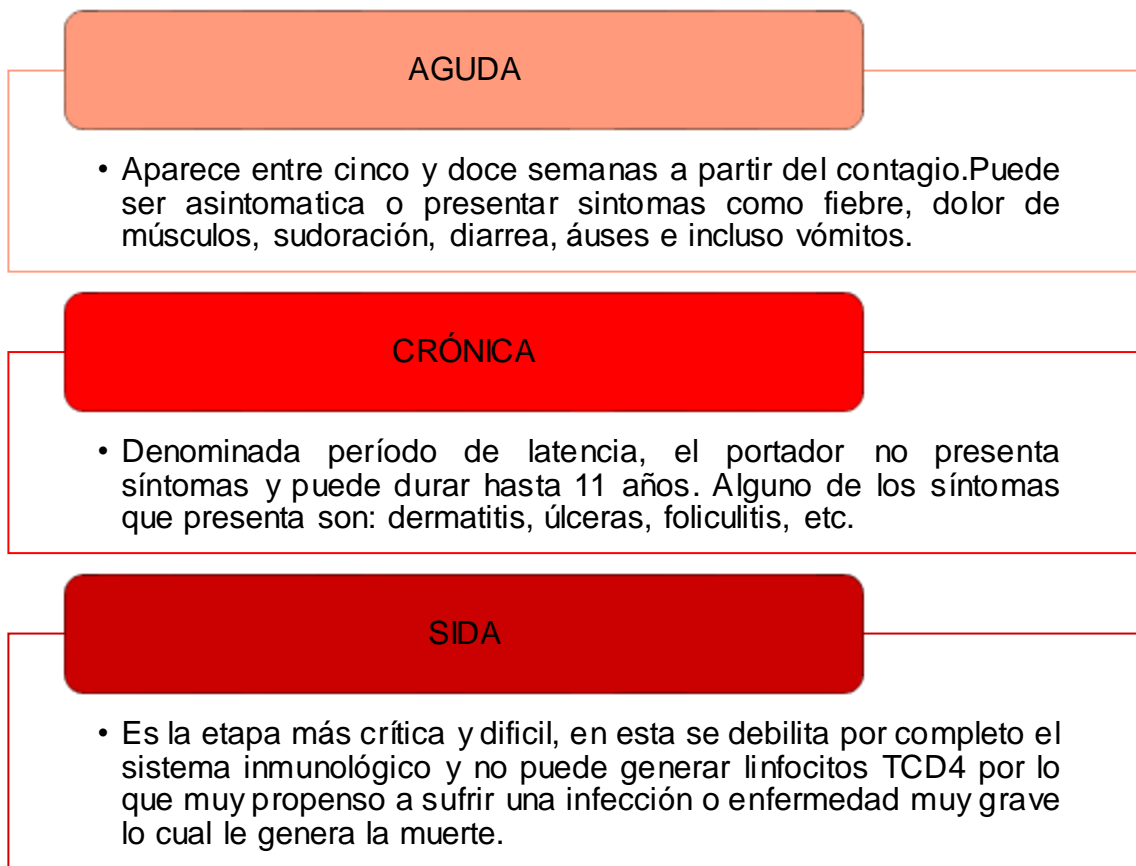 AGUDA
• Aparece entre cinco y doce semanas a partir del contagio.Puede
ser asintomatica o presentar sintomas como fiebre, dolor de
músculos, sudoración, diarrea, áuses e incluso vómitos.
CRÓNICA
• Denominada período de latencia, el portador no presenta
síntomas y puede durar hasta 11 años. Alguno de los síntomas
que presenta son: dermatitis, úlceras, foliculitis, etc.
SIDA
• Es la etapa más crítica y dificil, en esta se debilita por completo el
sistema inmunológico y no puede generar linfocitos TCD4 por lo
que muy propenso a sufrir una infección o enfermedad muy grave
lo cual le genera la muerte.